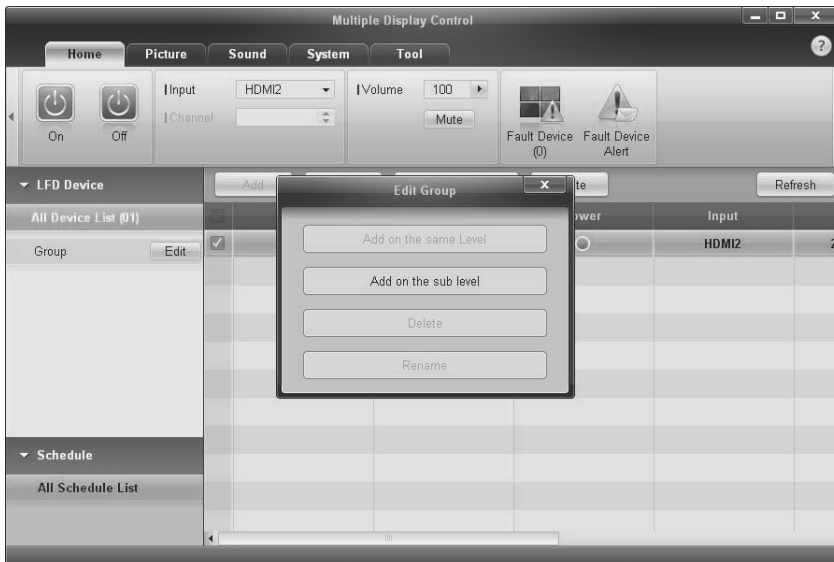 Multiple Display Control
Home Picture Sound System Tool
Input HDMI2 Volume 100
Channel Mute
On Off Fault Device (0) Fault Device Alert
LFD Device Add Edit Group x te Refresh
All Device List (01) ower Input
Group Edit HDMI2 2
Add on the same Level
Add on the sub level
Delete
Rename
Schedule
All Schedule List